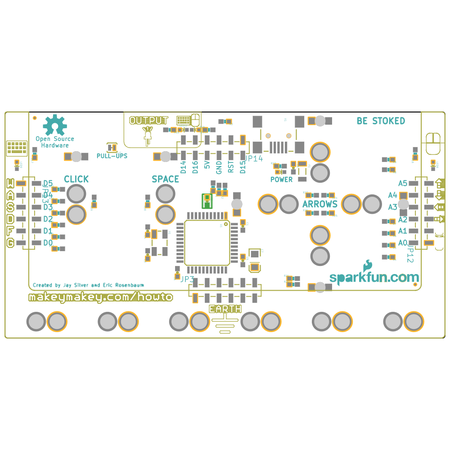 OUTPUT
BE STOKED
Open Source
Hardware
PULL-UPS
D14
D16
5V
GND
RST
D15
JP14
POWER
CLICK
SPACE
ARROWS
W
A
S
D
F
G
D5
D4
D3
D2
D1
D0
A5
A4
A3
A2
A1
A0
JP12
JP3
Created by Jay Silver and Eric Rosenbaum
sparkfun.com
makeymakey.com/howto
EARTH